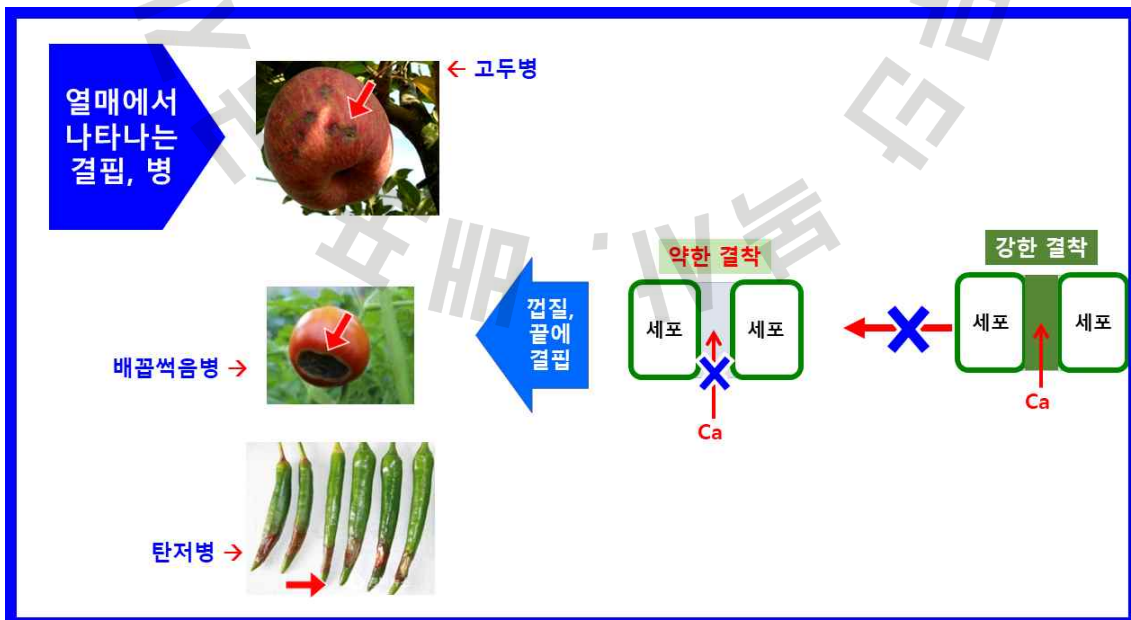 열매에서
나타나는
결핍, 병
← 고두병
약한 결착
강한 결착
껍질,
끝에
결핍
세포
세포
세포
세포
배꼽썩음병 →
Ca
Ca
탄저병 →